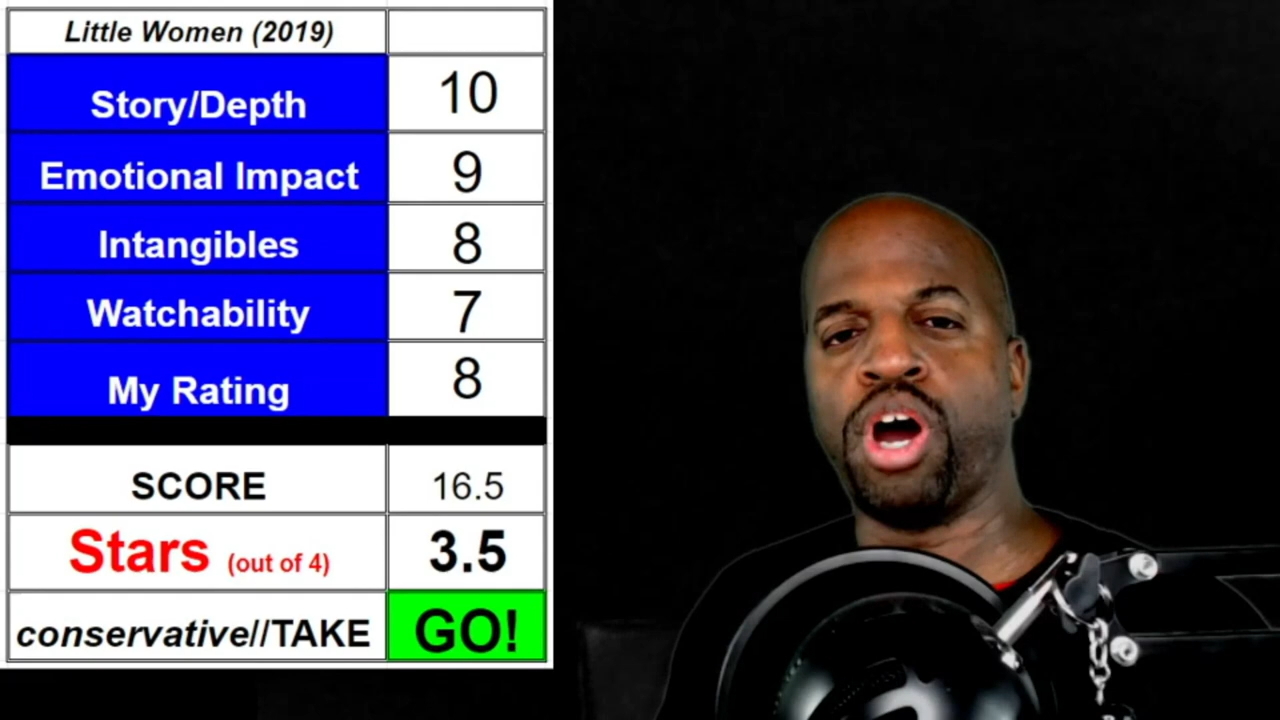 Little Women (2019)
Story/Depth 10
Emotional Impact 9
Intangibles 8
Watchability 7
My Rating 8
SCORE 16.5
Stars (out of 4) 3.5
conservative//TAKE GO!